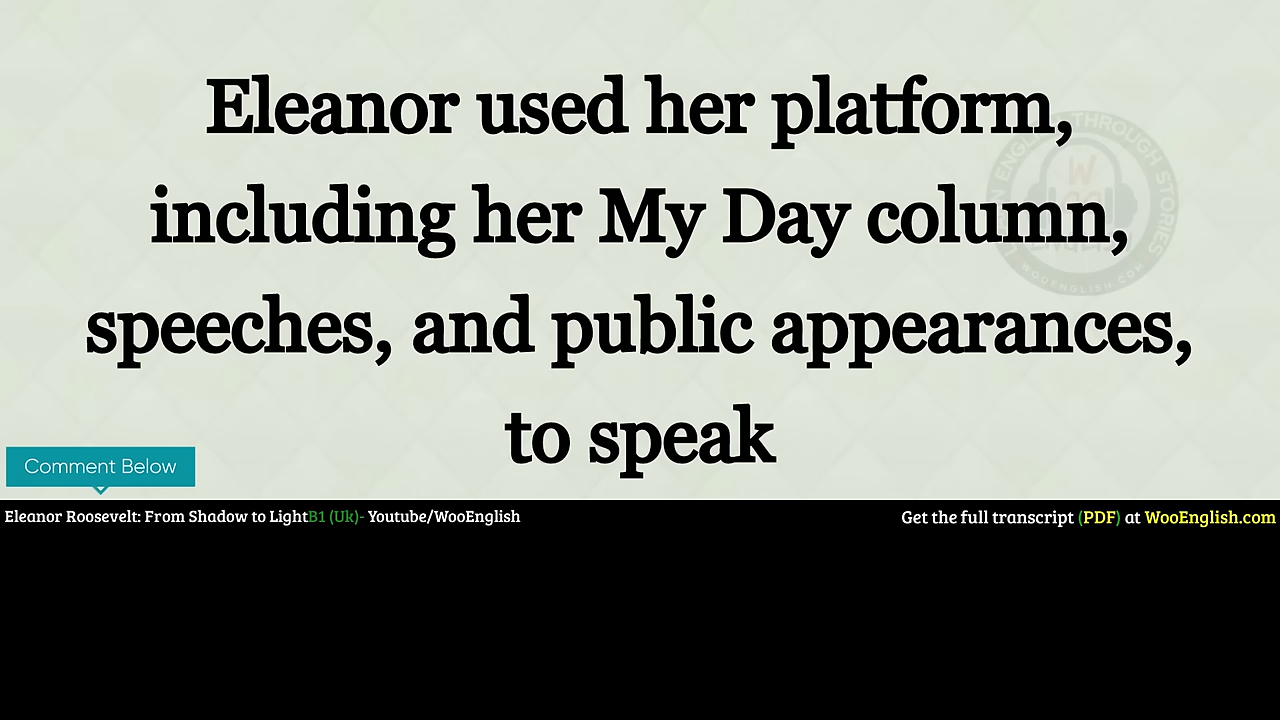 Eleanor used her platform,
including her My Day column,
speeches, and public appearances,
to speak
Comment Below
Eleanor Roosevelt: From Shadow to LightB1 (Uk)- Youtube/WooEnglish
Get the full transcript (PDF) at WooEnglish.com